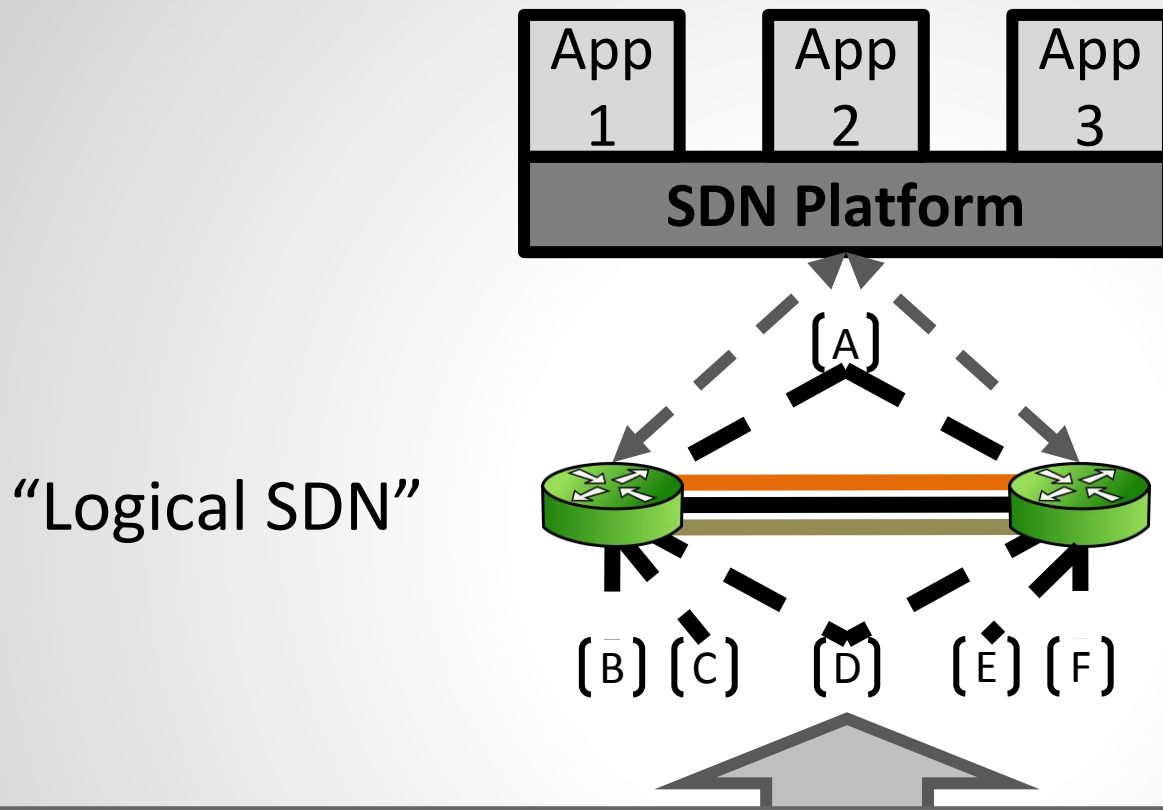 App App App
1 2 3
SDN Platform
[A]
“Logical SDN”
[B] [C] [D] [E] [F]